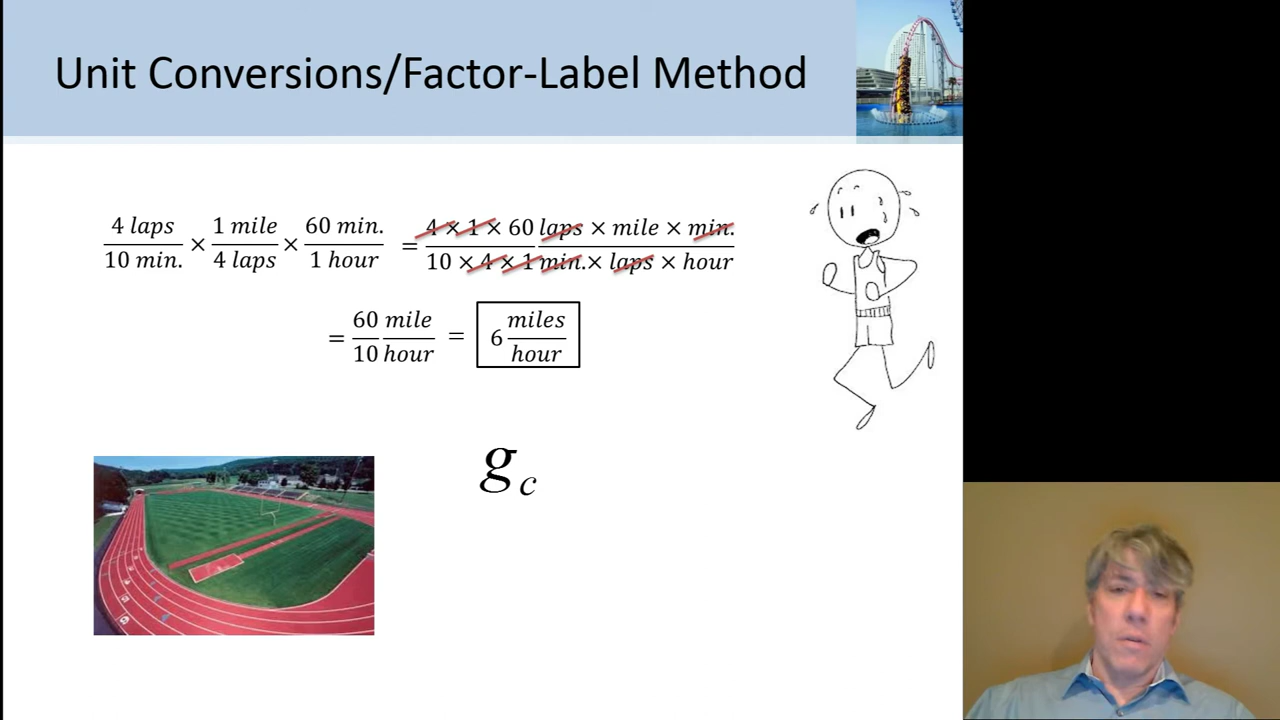 Unit Conversions/Factor-Label Method
4 laps / 10 min. × 1 mile / 4 laps × 60 min. / 1 hour = 4 × 1 × 60 / 10 × 4 × 1 laps × mile × min. / min. × laps × hour
= 60 / 10 mile / hour = 6 miles / hour
g_c